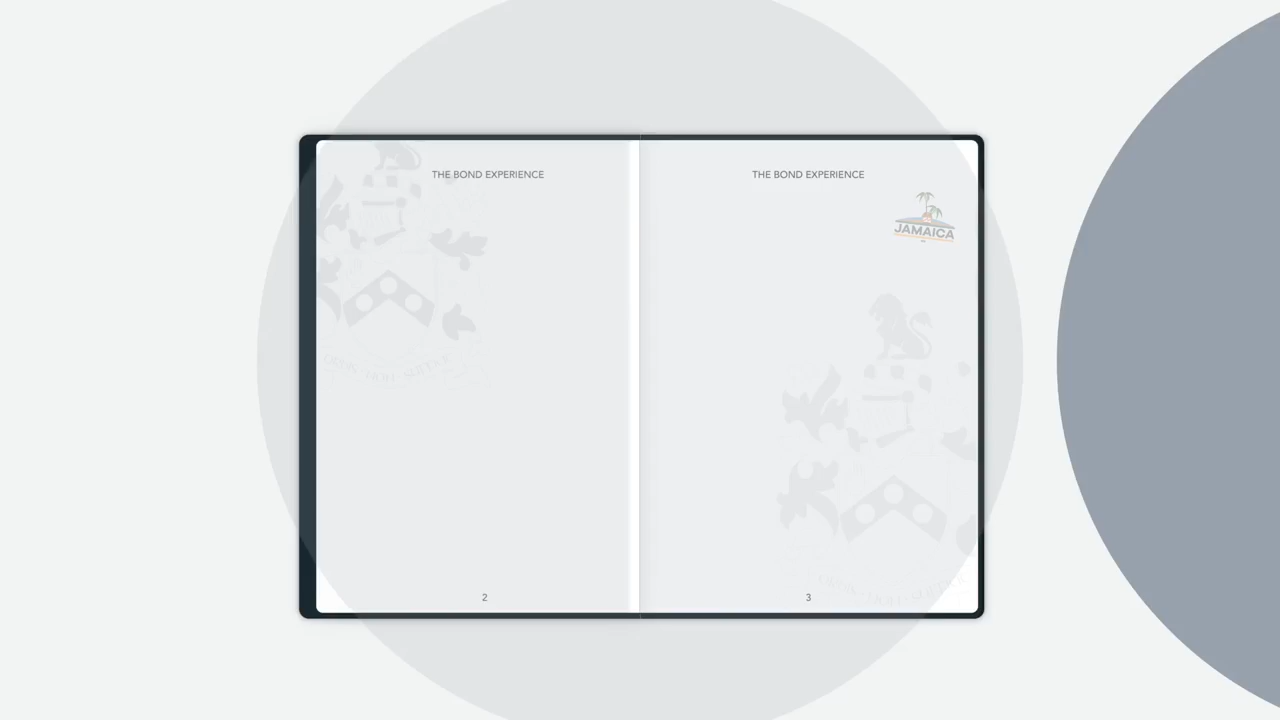 THE BOND EXPERIENCE
2
THE BOND EXPERIENCE
JAMAICA
3